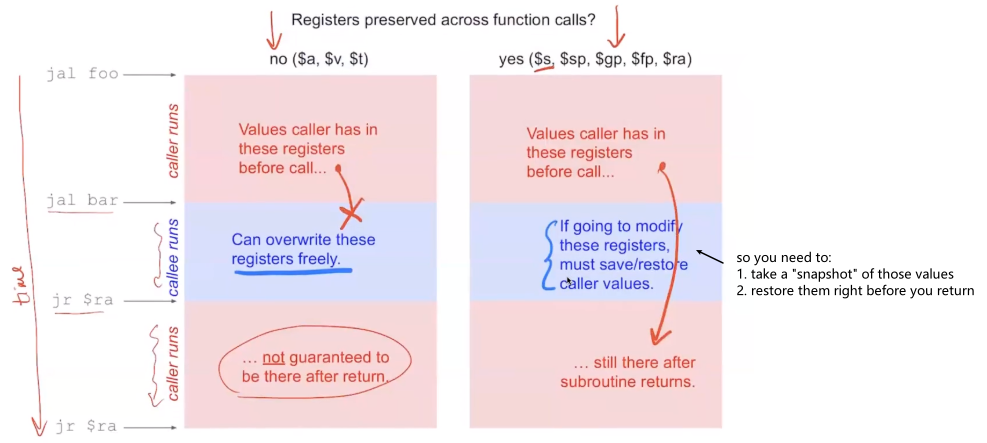 Registers preserved across function calls?
no ($a, $v, $t)
yes ($s, $sp, $gp, $fp, $ra)
jal foo
caller runs
Values caller has in
these registers
before call...
Values caller has in
these registers
before call...
jal bar
callee runs
Can overwrite these
registers freely.
If going to modify
these registers,
must save/restore
caller values.
so you need to:
1. take a "snapshot" of those values
2. restore them right before you return
time
jr $ra
caller runs
... not guaranteed to
be there after return.
... still there after
subroutine returns.
jr $ra